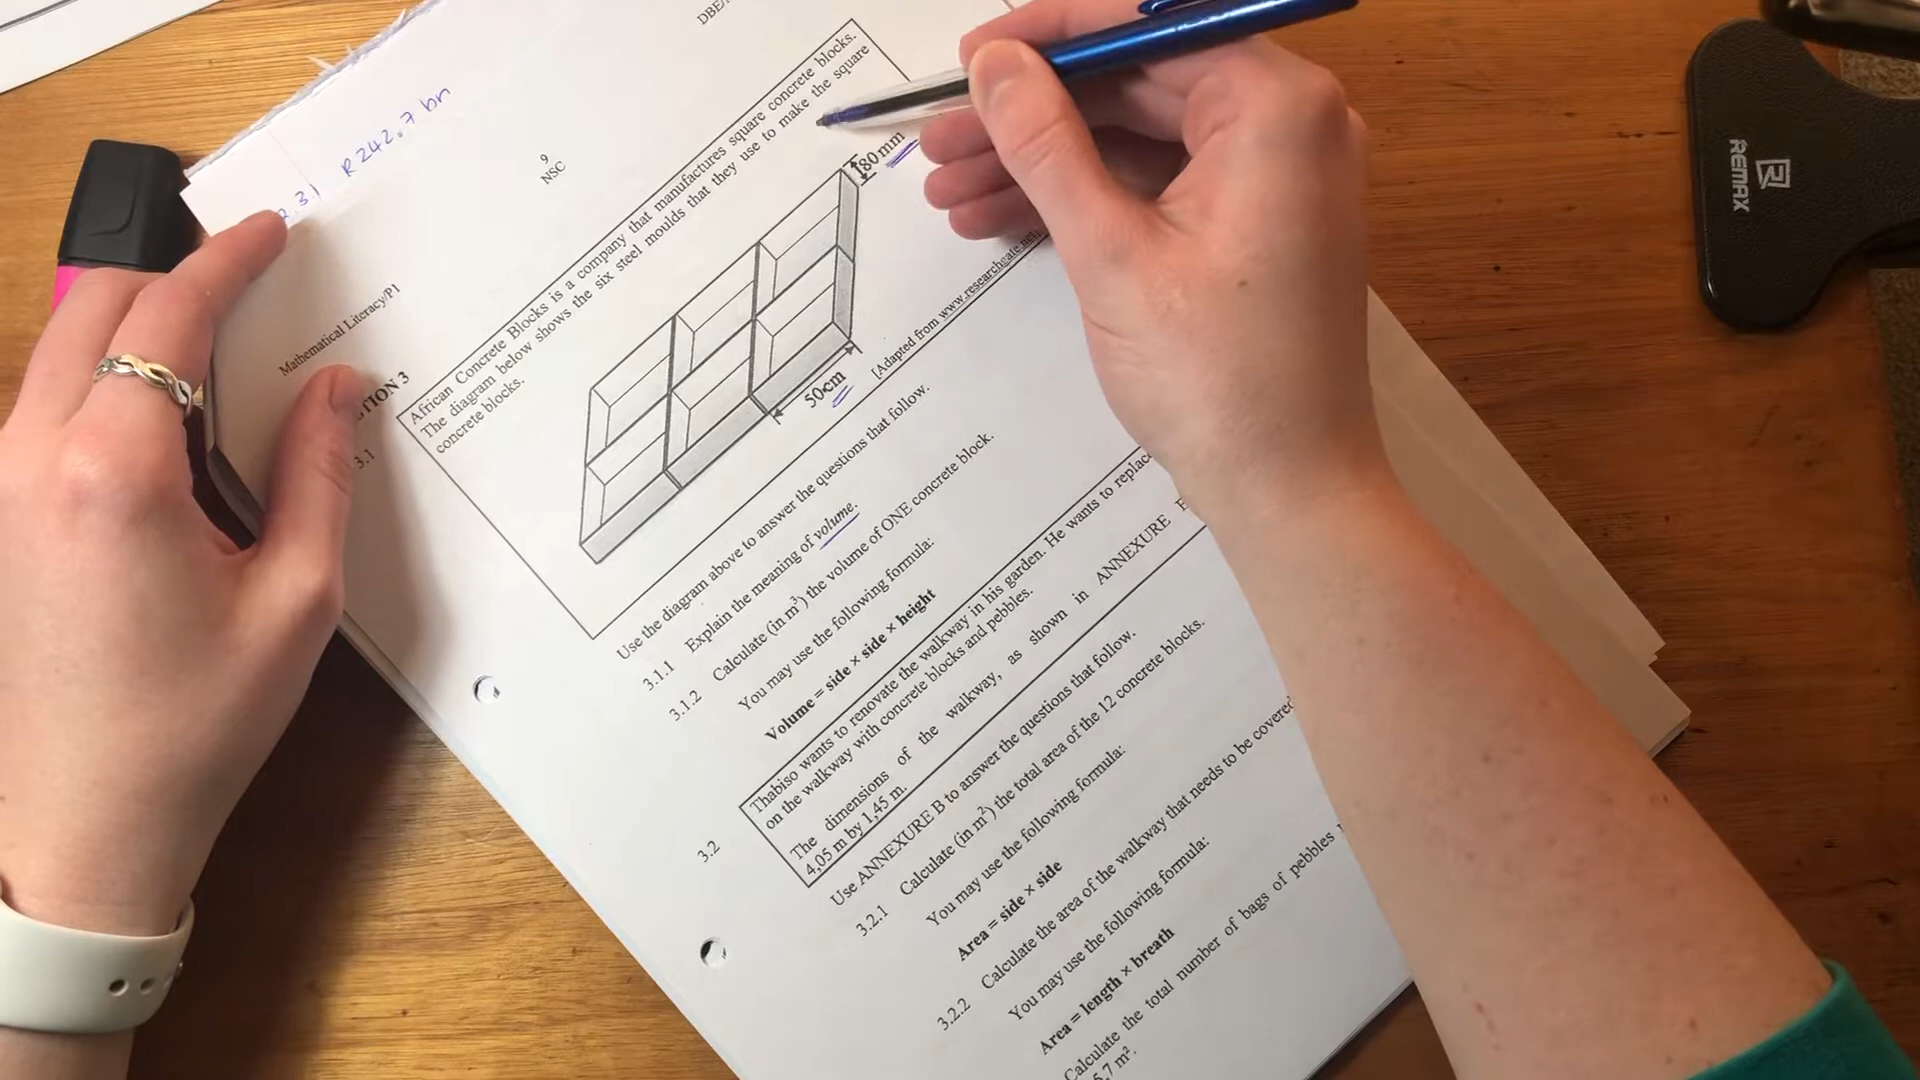 R242.7 bn
2.3.1
DBE/
9
NSC
Mathematical Literacy/P1
TION 3
3.1
African Concrete Blocks is a company that manufactures square concrete blocks.
The diagram below shows the six steel moulds that they use to make the square
concrete blocks.
180 mm
50 cm
[Adapted from www.researchgate.net
Use the diagram above to answer the questions that follow.
3.1.1 Explain the meaning of volume.
3.1.2 Calculate (in m³) the volume of ONE concrete block.
You may use the following formula:
Volume = side × side × height
3.2
Thabiso wants to renovate the walkway in his garden. He wants to replace
on the walkway with concrete blocks and pebbles.
The dimensions of the walkway, as shown in ANNEXURE
4,05 m by 1,45 m.
Use ANNEXURE B to answer the questions that follow.
3.2.1 Calculate (in m²) the total area of the 12 concrete blocks.
You may use the following formula:
Area = side × side
3.2.2 Calculate the area of the walkway that needs to be covered
You may use the following formula:
Area = length × breath
Calculate the total number of bags of pebbles
5,7 m².
REMAX